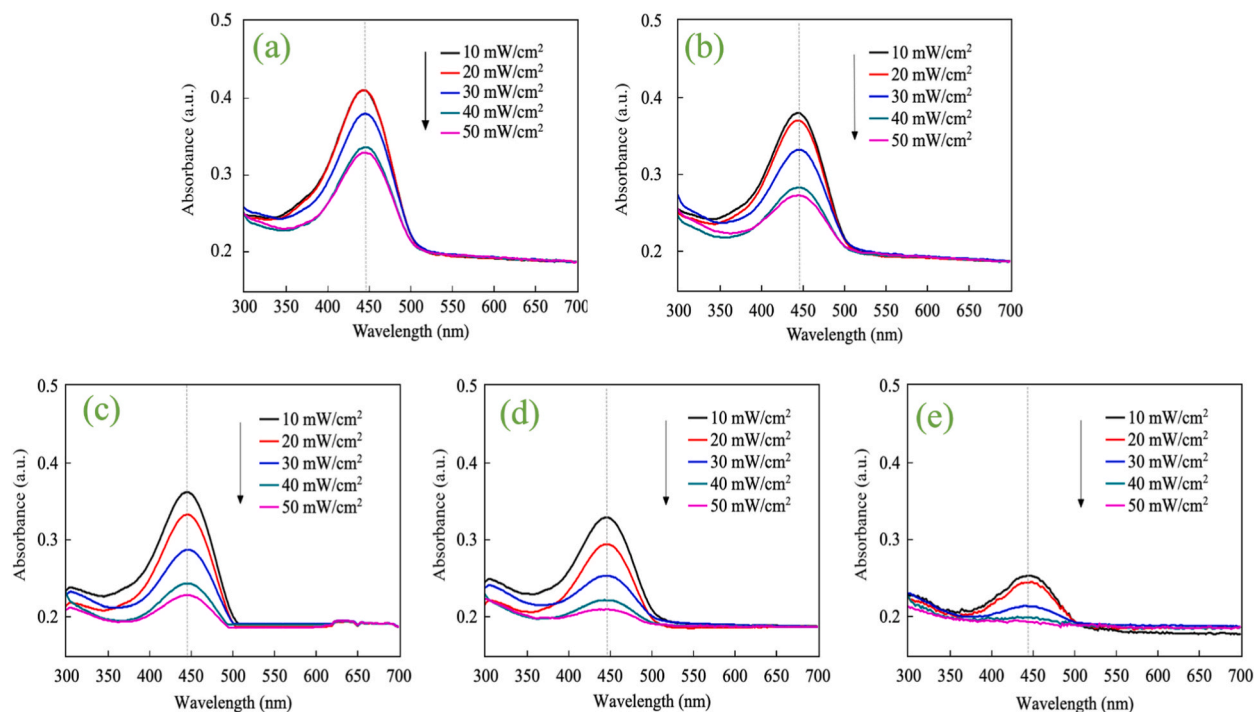 (a)
Absorbance (a.u.)
0.5
0.4
0.3
0.2
10 mW/cm²
20 mW/cm²
30 mW/cm²
40 mW/cm²
50 mW/cm²
300 350 400 450 500 550 600 650 700
Wavelength (nm)
(b)
Absorbance (a.u.)
0.5
0.4
0.3
0.2
10 mW/cm²
20 mW/cm²
30 mW/cm²
40 mW/cm²
50 mW/cm²
300 350 400 450 500 550 600 650 700
Wavelength (nm)
(c)
Absorbance (a.u.)
0.5
0.4
0.3
0.2
10 mW/cm²
20 mW/cm²
30 mW/cm²
40 mW/cm²
50 mW/cm²
300 350 400 450 500 550 600 650 700
Wavelength (nm)
(d)
Absorbance (a.u.)
0.5
0.4
0.3
0.2
10 mW/cm²
20 mW/cm²
30 mW/cm²
40 mW/cm²
50 mW/cm²
300 350 400 450 500 550 600 650 700
Wavelength (nm)
(e)
Absorbance (a.u.)
0.5
0.4
0.3
0.2
10 mW/cm²
20 mW/cm²
30 mW/cm²
40 mW/cm²
50 mW/cm²
300 350 400 450 500 550 600 650 700
Wavelength (nm)